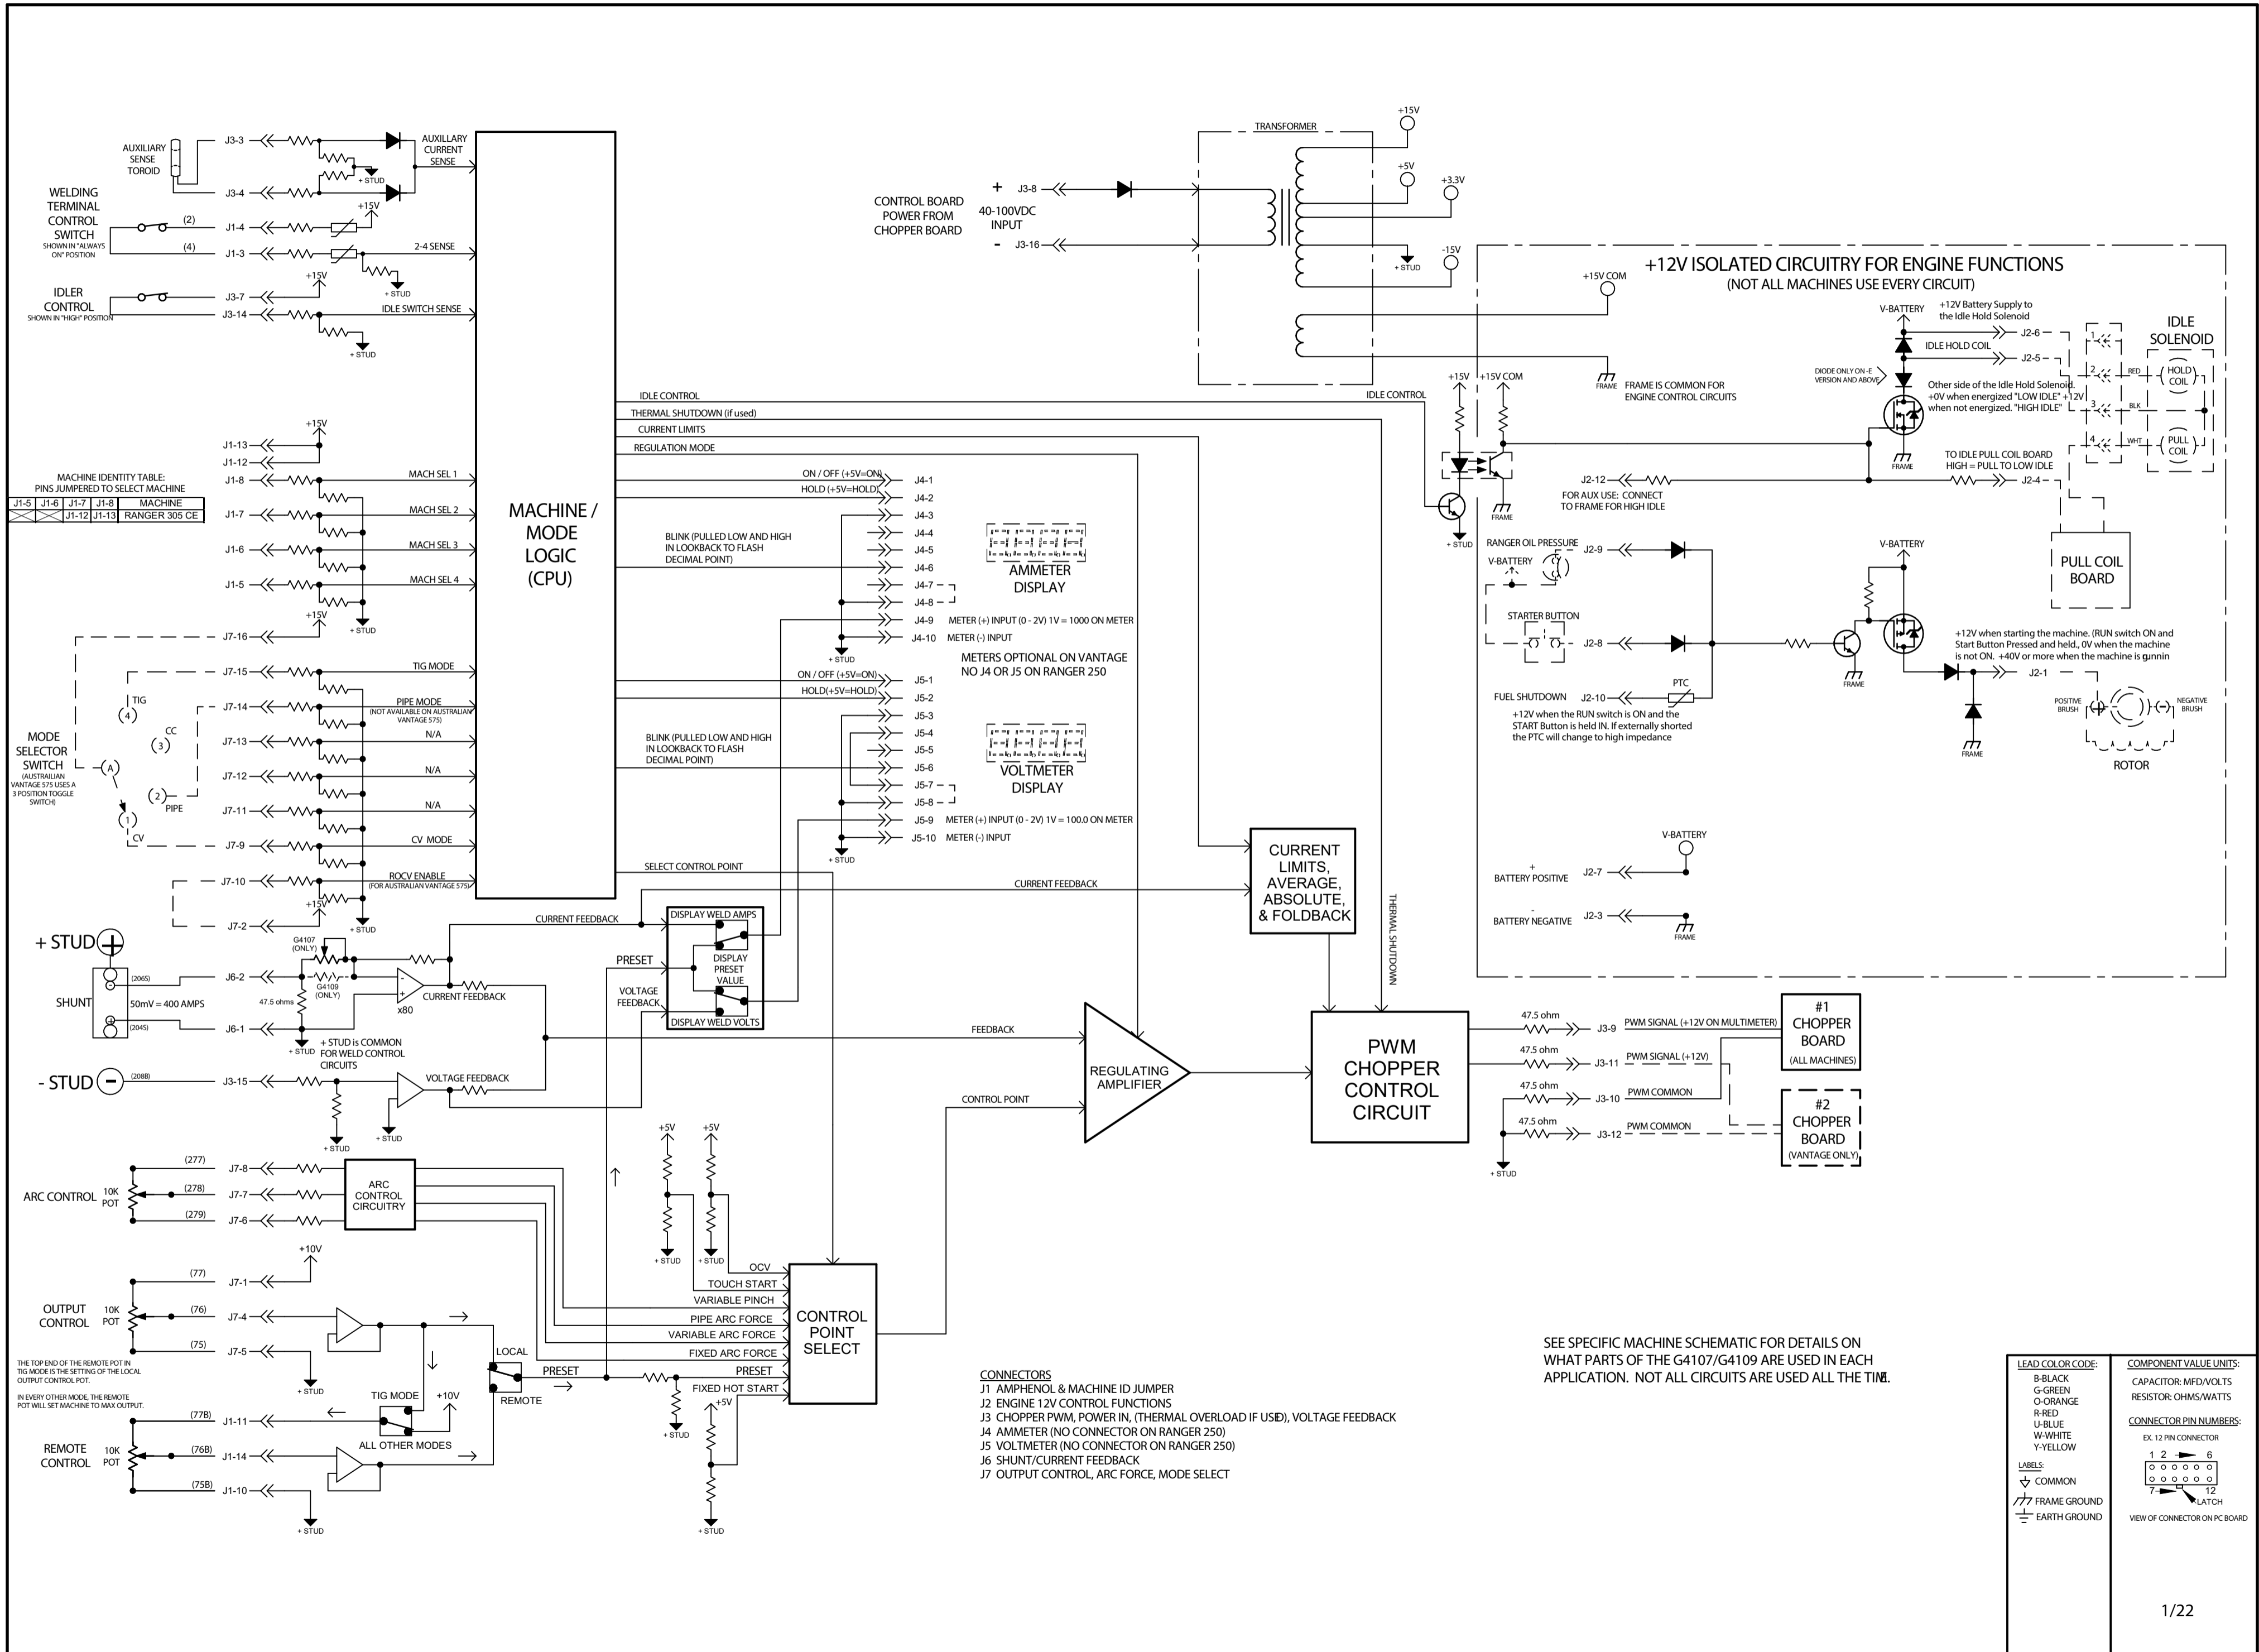 AUXILIARY
SENSE
TOROID
J3-3
J3-4
+ STUD
AUXILLARY
CURRENT
SENSE
WELDING
TERMINAL
CONTROL
SWITCH
SHOWN IN "ALWAYS
ON" POSITION
(2)
J1-4
+15V
(4)
J1-3
2-4 SENSE
+ STUD
IDLER
CONTROL
SHOWN IN "HIGH" POSITION
+15V
J3-7
J3-14
IDLE SWITCH SENSE
+ STUD
MACHINE IDENTITY TABLE:
PINS JUMPERED TO SELECT MACHINE
J1-5 J1-6 J1-7 J1-8 MACHINE
J1-12 J1-13 RANGER 305 CE
+15V
J1-13
J1-12
J1-8
MACH SEL 1
J1-7
MACH SEL 2
J1-6
MACH SEL 3
J1-5
MACH SEL 4
+ STUD
+15V
J7-16
J7-15
TIG MODE
J7-14
PIPE MODE
(NOT AVAILABLE ON AUSTRALIAN
VANTAGE 575)
J7-13
N/A
J7-12
N/A
J7-11
N/A
J7-9
CV MODE
J7-10
ROCV ENABLE
(FOR AUSTRALIAN VANTAGE 575)
+15V
J7-2
+ STUD
MODE
SELECTOR
SWITCH
(AUSTRAILIAN
VANTAGE 575 USES A
3 POSITION TOGGLE
SWITCH)
TIG
4
CC
3
A
2
PIPE
1
CV
MACHINE /
MODE
LOGIC
(CPU)
IDLE CONTROL
THERMAL SHUTDOWN (if used)
CURRENT LIMITS
REGULATION MODE
ON / OFF (+5V=ON)
HOLD (+5V=HOLD)
BLINK (PULLED LOW AND HIGH
IN LOOKBACK TO FLASH
DECIMAL POINT)
J4-1
J4-2
J4-3
J4-4
J4-5
J4-6
J4-7
J4-8
J4-9 METER (+) INPUT (0 - 2V) 1V = 1000 ON METER
J4-10 METER (-) INPUT
+ STUD
AMMETER
DISPLAY
METERS OPTIONAL ON VANTAGE
NO J4 OR J5 ON RANGER 250
ON / OFF (+5V=ON)
HOLD(+5V=HOLD)
BLINK (PULLED LOW AND HIGH
IN LOOKBACK TO FLASH
DECIMAL POINT)
J5-1
J5-2
J5-3
J5-4
J5-5
J5-6
J5-7
J5-8
J5-9 METER (+) INPUT (0 - 2V) 1V = 100.0 ON METER
J5-10 METER (-) INPUT
+ STUD
VOLTMETER
DISPLAY
SELECT CONTROL POINT
CONTROL BOARD
POWER FROM
CHOPPER BOARD
+ J3-8
40-100VDC
INPUT
- J3-16
TRANSFORMER
+15V
+5V
+3.3V
+ STUD
-15V
+15V COM
FRAME
FRAME IS COMMON FOR
ENGINE CONTROL CIRCUITS
+12V ISOLATED CIRCUITRY FOR ENGINE FUNCTIONS
(NOT ALL MACHINES USE EVERY CIRCUIT)
IDLE CONTROL
+15V
+15V COM
FRAME
+ STUD
V-BATTERY
+12V Battery Supply to
the Idle Hold Solenoid
J2-6
IDLE HOLD COIL
J2-5
DIODE ONLY ON -E
VERSION AND ABOVE
Other side of the Idle Hold Solenoid.
+0V when energized "LOW IDLE" +12V
when not energized. "HIGH IDLE"
FRAME
IDLE
SOLENOID
1
2
3
4
RED
BLK
WHT
HOLD
COIL
PULL
COIL
TO IDLE PULL COIL BOARD
HIGH = PULL TO LOW IDLE
J2-12
J2-4
FOR AUX USE: CONNECT
TO FRAME FOR HIGH IDLE
PULL COIL
BOARD
RANGER OIL PRESSURE
V-BATTERY
J2-9
STARTER BUTTON
J2-8
FUEL SHUTDOWN
J2-10
PTC
+12V when the RUN switch is ON and the
START Button is held IN. If externally shorted
the PTC will change to high impedance
V-BATTERY
FRAME
+12V when starting the machine. (RUN switch ON and
Start Button Pressed and held., 0V when the machine
is not ON. +40V or more when the machine is gunnin
J2-1
FRAME
POSITIVE
BRUSH
+
-
NEGATIVE
BRUSH
ROTOR
V-BATTERY
+
BATTERY POSITIVE
J2-7
-
BATTERY NEGATIVE
J2-3
FRAME
+ STUD
(206S)
SHUNT
50mV = 400 AMPS
(204S)
J6-2
J6-1
G4107
(ONLY)
G4109
(ONLY)
47.5 ohms
-
+
x80
CURRENT FEEDBACK
CURRENT FEEDBACK
+ STUD
+ STUD is COMMON
FOR WELD CONTROL
CIRCUITS
- STUD
(208B)
J3-15
+ STUD
+ STUD
VOLTAGE FEEDBACK
DISPLAY WELD AMPS
PRESET
DISPLAY
PRESET
VALUE
VOLTAGE
FEEDBACK
DISPLAY WELD VOLTS
CURRENT FEEDBACK
CURRENT
LIMITS,
AVERAGE,
ABSOLUTE,
& FOLDBACK
THERMAL SHUTDOWN
FEEDBACK
CONTROL POINT
REGULATING
AMPLIFIER
PWM
CHOPPER
CONTROL
CIRCUIT
47.5 ohm
J3-9 PWM SIGNAL (+12V ON MULTIMETER)
47.5 ohm
J3-11 PWM SIGNAL (+12V)
47.5 ohm
J3-10 PWM COMMON
47.5 ohm
J3-12 PWM COMMON
+ STUD
#1
CHOPPER
BOARD
(ALL MACHINES)
#2
CHOPPER
BOARD
(VANTAGE ONLY)
ARC CONTROL
10K
POT
(277)
J7-8
(278)
J7-7
(279)
J7-6
ARC
CONTROL
CIRCUITRY
OUTPUT
CONTROL
10K
POT
(77)
J7-1
+10V
(76)
J7-4
(75)
J7-5
+ STUD
THE TOP END OF THE REMOTE POT IN
TIG MODE IS THE SETTING OF THE LOCAL
OUTPUT CONTROL POT.
IN EVERY OTHER MODE, THE REMOTE
POT WILL SET MACHINE TO MAX OUTPUT.
REMOTE
CONTROL
10K
POT
(77B)
J1-11
(76B)
J1-14
(75B)
J1-10
+ STUD
TIG MODE
+10V
ALL OTHER MODES
LOCAL
REMOTE
PRESET
+5V
+5V
+ STUD
+ STUD
OCV
TOUCH START
VARIABLE PINCH
PIPE ARC FORCE
VARIABLE ARC FORCE
FIXED ARC FORCE
PRESET
FIXED HOT START
+5V
+ STUD
+ STUD
CONTROL
POINT
SELECT
CONNECTORS
J1 AMPHENOL & MACHINE ID JUMPER
J2 ENGINE 12V CONTROL FUNCTIONS
J3 CHOPPER PWM, POWER IN, (THERMAL OVERLOAD IF USED), VOLTAGE FEEDBACK
J4 AMMETER (NO CONNECTOR ON RANGER 250)
J5 VOLTMETER (NO CONNECTOR ON RANGER 250)
J6 SHUNT/CURRENT FEEDBACK
J7 OUTPUT CONTROL, ARC FORCE, MODE SELECT
SEE SPECIFIC MACHINE SCHEMATIC FOR DETAILS ON
WHAT PARTS OF THE G4107/G4109 ARE USED IN EACH
APPLICATION. NOT ALL CIRCUITS ARE USED ALL THE TIME.
LEAD COLOR CODE:
B-BLACK
G-GREEN
O-ORANGE
R-RED
U-BLUE
W-WHITE
Y-YELLOW
LABELS:
COMMON
FRAME GROUND
EARTH GROUND
COMPONENT VALUE UNITS:
CAPACITOR: MFD/VOLTS
RESISTOR: OHMS/WATTS
CONNECTOR PIN NUMBERS:
EX. 12 PIN CONNECTOR
1 2 6
7 12
LATCH
VIEW OF CONNECTOR ON PC BOARD
1/22